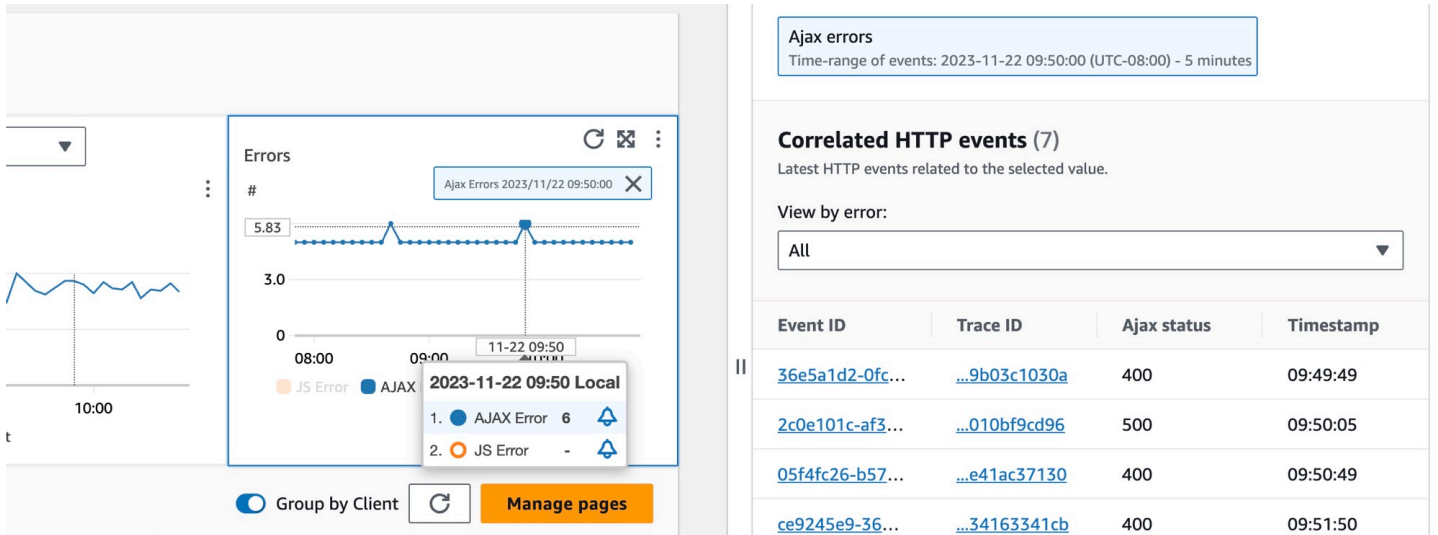 10:00
t
Errors
#
Ajax Errors 2023/11/22 09:50:00
5.83
3.0
0
11-22 09:50
08:00
09:00
JS Error
AJAX
2023-11-22 09:50 Local
1. AJAX Error 6
2. JS Error -
Group by Client
Manage pages
Ajax errors
Time-range of events: 2023-11-22 09:50:00 (UTC-08:00) - 5 minutes
Correlated HTTP events (7)
Latest HTTP events related to the selected value.
View by error:
All
Event ID Trace ID Ajax status Timestamp
36e5a1d2-0fc... ...9b03c1030a 400 09:49:49
2c0e101c-af3... ...010bf9cd96 500 09:50:05
05f4fc26-b57... ...e41ac37130 400 09:50:49
ce9245e9-36... ...34163341cb 400 09:51:50